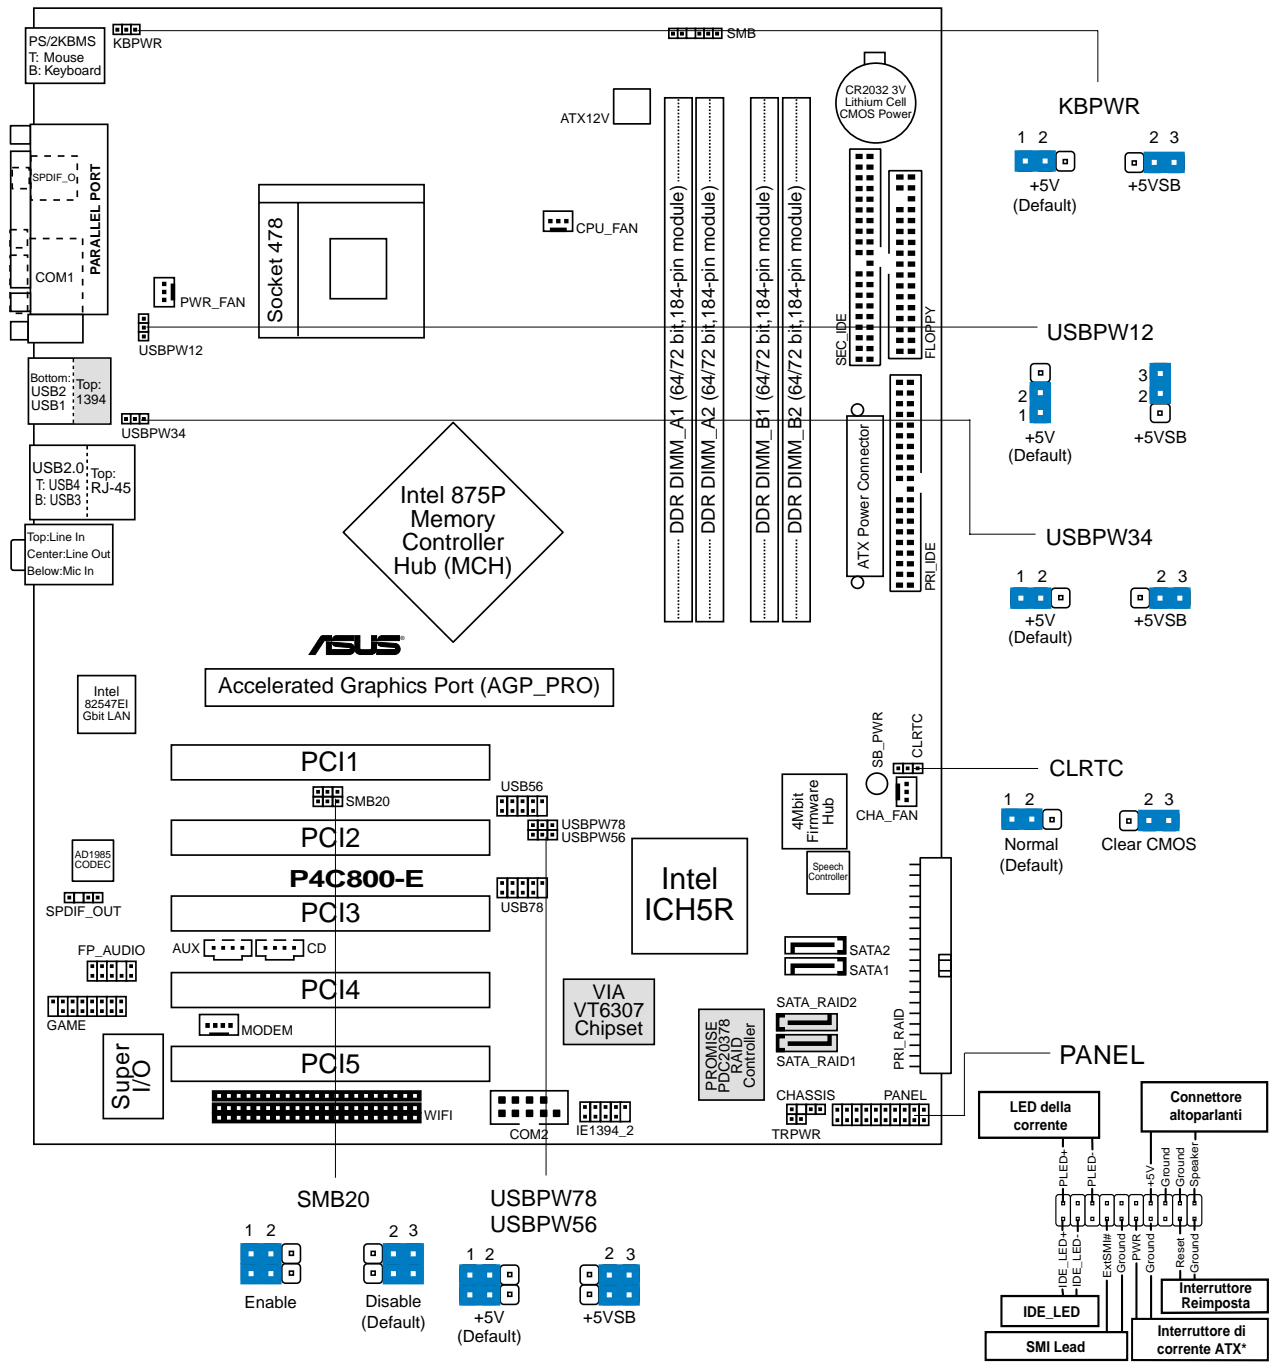 PS/2KBMS
T: Mouse
B: Keyboard
KBPWR
SMB
CR2032 3V
Lithium Cell
CMOS Power
KBPWR
1 2
2 3
+5V
(Default)
+5VSB
ATX12V
SPDIF_O
PARALLEL PORT
COM1
Socket 478
CPU_FAN
PWR_FAN
USBPW12
DDR DIMM_A1 (64/72 bit,184-pin module)
DDR DIMM_A2 (64/72 bit,184-pin module)
DDR DIMM_B1 (64/72 bit,184-pin module)
DDR DIMM_B2 (64/72 bit,184-pin module)
SEC_IDE
FLOPPY
USBPW12
2
1
3
2
+5V
(Default)
+5VSB
Bottom:
USB2
USB1
Top:
1394
USBPW34
USB2.0
T: USB4
B: USB3
Top:
RJ-45
Top:Line In
Center:Line Out
Below:Mic In
Intel 875P
Memory
Controller
Hub (MCH)
ATX Power Connector
PRI_IDE
USBPW34
1 2
2 3
+5V
(Default)
+5VSB
ASUS®
Accelerated Graphics Port (AGP_PRO)
Intel
82547EI
Gbit LAN
PCI1
SMB20
USB56
USBPW78
USBPW56
SB_PWR
CLRTC
CHA_FAN
4Mbit
Firmware
Hub
Speech
Controller
CLRTC
1 2
2 3
Normal
(Default)
Clear CMOS
PCI2
AD1985
CODEC
P4C800-E
SPDIF_OUT
PCI3
USB78
Intel
ICH5R
FP_AUDIO
AUX
CD
SATA2
SATA1
GAME
PCI4
MODEM
VIA
VT6307
Chipset
SATA_RAID2
SATA_RAID1
PROMISE
PDC20378
RAID
Controller
PRI_RAID
Super
I/O
PCI5
WIFI
COM2
IE1394_2
CHASSIS
TRPWR
PANEL
PANEL
LED della
corrente
Connettore
altoparlanti
PLED+
PLED-
+5V
Ground
Ground
Speaker
IDE_LED+
IDE_LED-
ExtSMI#
Ground
PWR
Ground
Reset
Ground
IDE_LED
SMI Lead
Interruttore
Reimposta
Interruttore di
corrente ATX*
SMB20
1 2
2 3
Enable
Disable
(Default)
USBPW78
USBPW56
1 2
2 3
+5V
(Default)
+5VSB